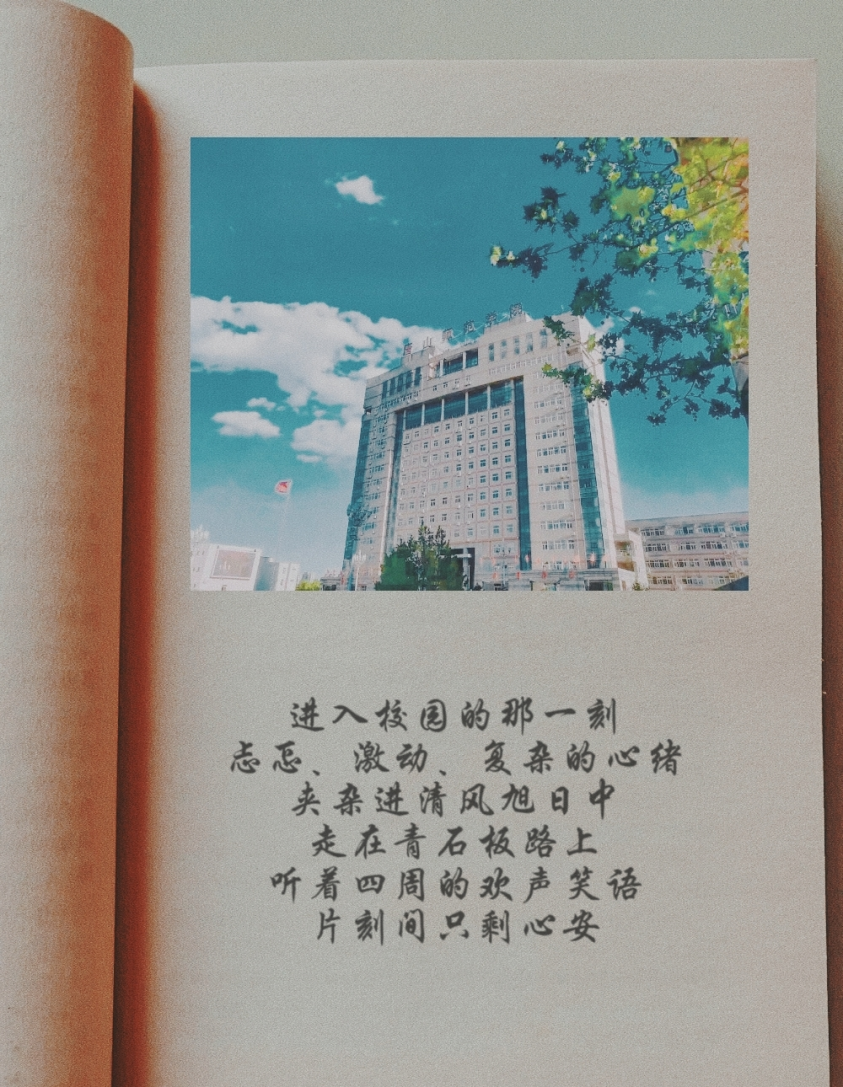 进入校园的那一刻
忐忑、激动、复杂的心绪
夹杂进清风旭日中
走在青石板路上
听着四周的欢声笑语
片刻间只剩心安